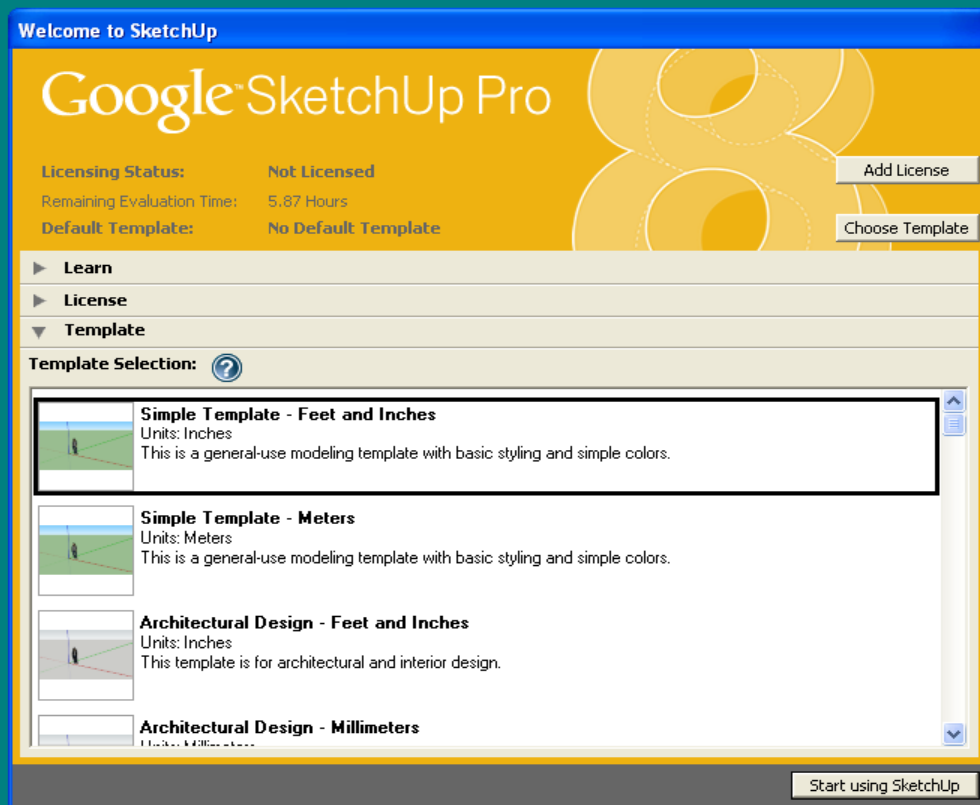 Welcome to SketchUp
Google™ SketchUp Pro
Licensing Status: Not Licensed
Add License
Remaining Evaluation Time: 5.87 Hours
Default Template: No Default Template
Choose Template
Learn
License
Template
Template Selection:
Simple Template - Feet and Inches
Units: Inches
This is a general-use modeling template with basic styling and simple colors.
Simple Template - Meters
Units: Meters
This is a general-use modeling template with basic styling and simple colors.
Architectural Design - Feet and Inches
Units: Inches
This template is for architectural and interior design.
Architectural Design - Millimeters
Units: Millimeters
Start using SketchUp